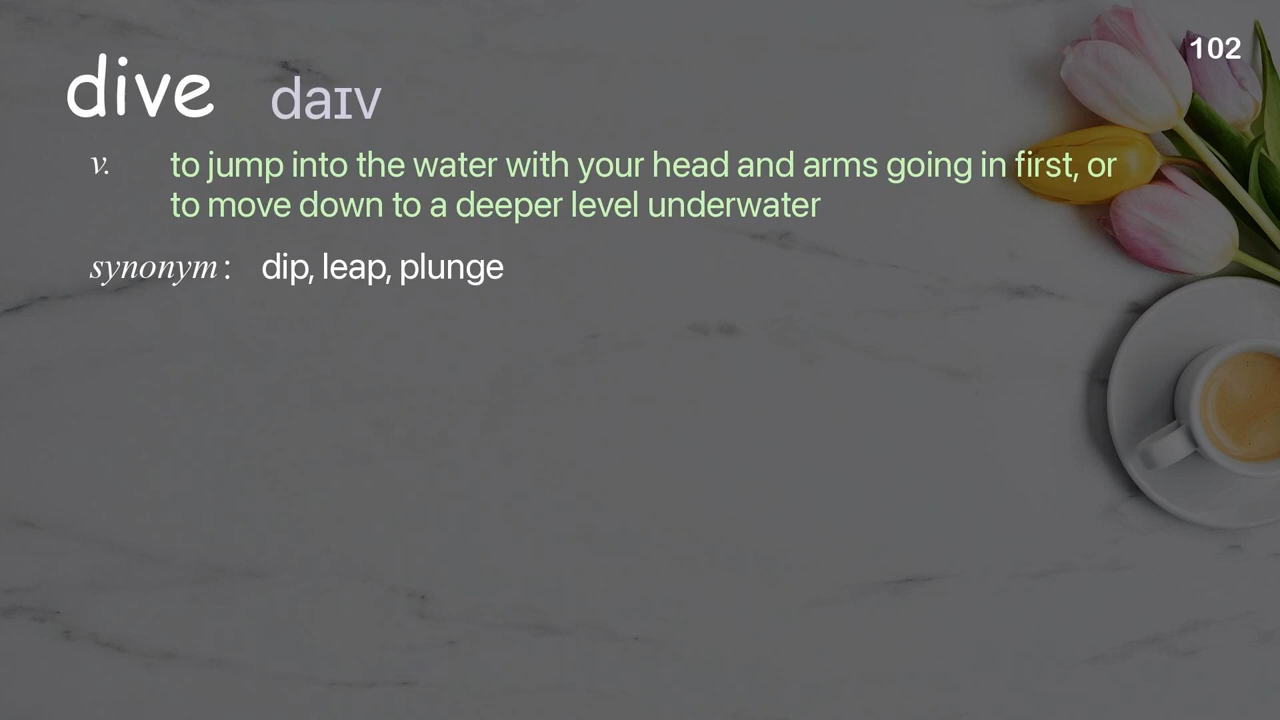 102
dive daɪv
v. to jump into the water with your head and arms going in first, or
to move down to a deeper level underwater
synonym: dip, leap, plunge